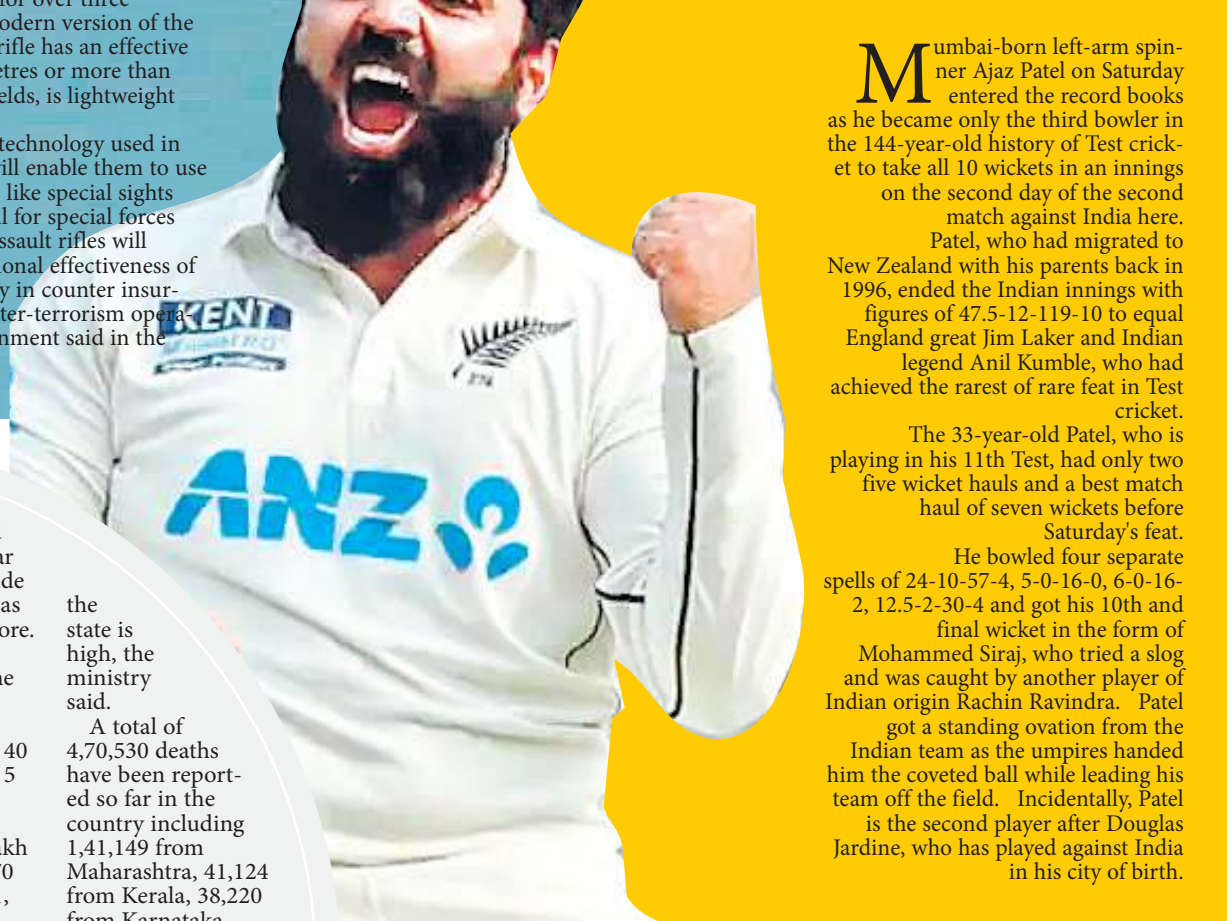 odern version of the
rifle has an effective
etres or more than
elds, is lightweight
technology used in
ill enable them to use
like special sights
l for special forces
ssault rifles will
ional effectiveness of
y in counter insur-
ter-terrorism opera-
nment said in the
KENT
ANZ
ar
de
as
ore.
ne
40
5
akh
70
the
state is
high, the
ministry
said.
A total of
4,70,530 deaths
have been report-
ed so far in the
country including
1,41,149 from
Maharashtra, 41,124
from Kerala, 38,220
from Karnataka
Mumbai-born left-arm spin-
ner Ajaz Patel on Saturday
entered the record books
as he became only the third bowler in
the 144-year-old history of Test crick-
et to take all 10 wickets in an innings
on the second day of the second
match against India here.
Patel, who had migrated to
New Zealand with his parents back in
1996, ended the Indian innings with
figures of 47.5-12-119-10 to equal
England great Jim Laker and Indian
legend Anil Kumble, who had
achieved the rarest of rare feat in Test
cricket.
The 33-year-old Patel, who is
playing in his 11th Test, had only two
five wicket hauls and a best match
haul of seven wickets before
Saturday's feat.
He bowled four separate
spells of 24-10-57-4, 5-0-16-0, 6-0-16-
2, 12.5-2-30-4 and got his 10th and
final wicket in the form of
Mohammed Siraj, who tried a slog
and was caught by another player of
Indian origin Rachin Ravindra. Patel
got a standing ovation from the
Indian team as the umpires handed
him the coveted ball while leading his
team off the field. Incidentally, Patel
is the second player after Douglas
Jardine, who has played against India
in his city of birth.